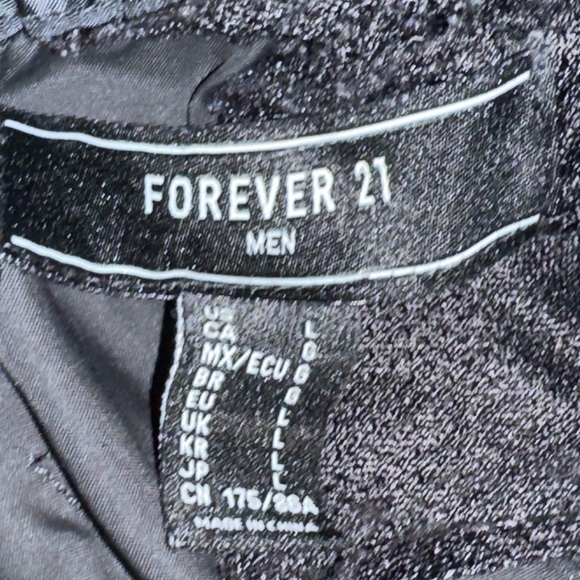 FOREVER 21
MEN
US L
CA G
MX/ECU G
BR G
EU L
UK L
KR L
JP L
CN 175/96A
MADE IN CHINA